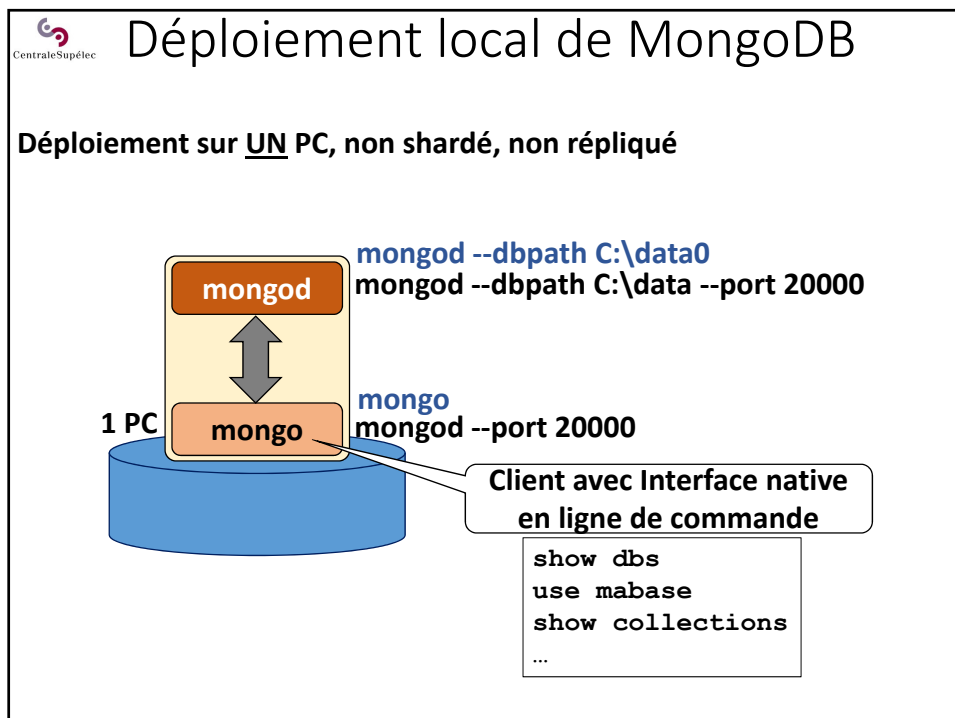 CentraleSupélec
Déploiement local de MongoDB
Déploiement sur UN PC, non shardé, non répliqué
mongod --dbpath C:\data0
mongod --dbpath C:\data --port 20000
mongod
mongo
mongod --port 20000
1 PC
mongo
Client avec Interface native
en ligne de commande
show dbs
use mabase
show collections
…